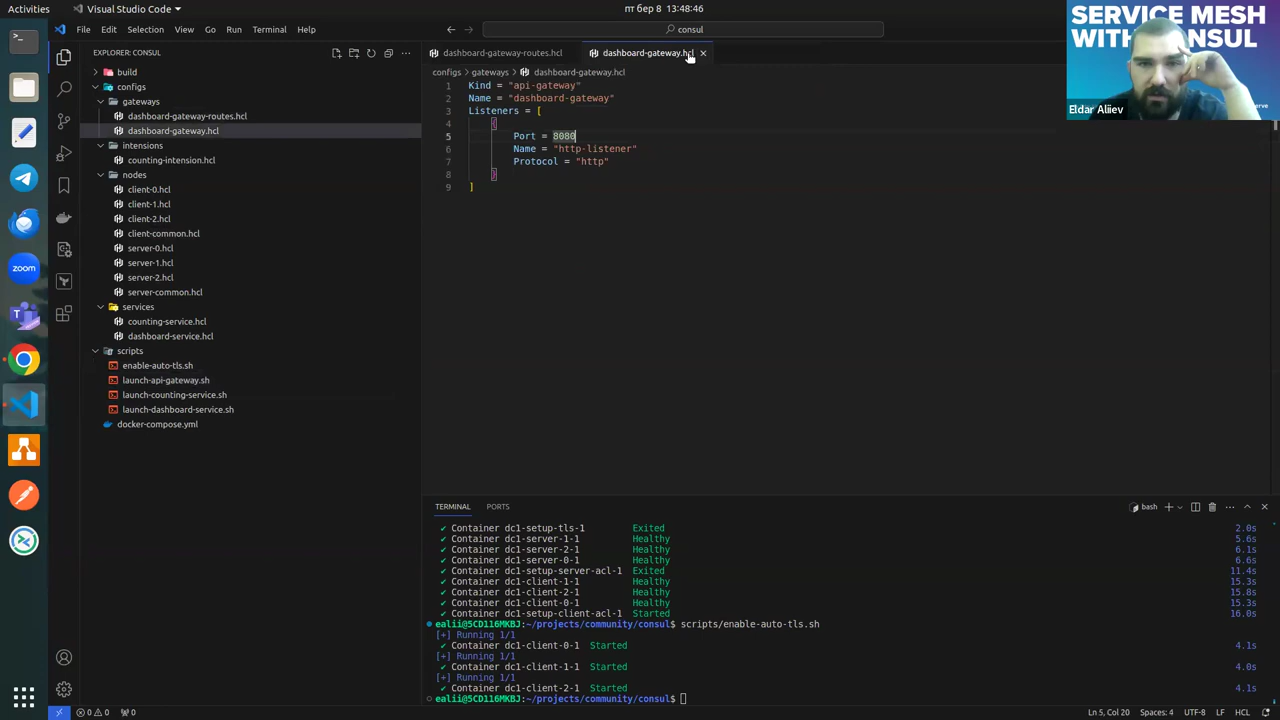 Activities
Visual Studio Code
пт бер 8 13:48:46
File Edit Selection View Go Run Terminal Help
consul
SERVICE MESH
WITH CONSUL
Eldar Aliiev
EXPLORER: CONSUL
build
configs
gateways
dashboard-gateway-routes.hcl
dashboard-gateway.hcl
intensions
counting-intension.hcl
nodes
client-0.hcl
client-1.hcl
client-2.hcl
client-common.hcl
server-0.hcl
server-1.hcl
server-2.hcl
server-common.hcl
services
counting-service.hcl
dashboard-service.hcl
scripts
enable-auto-tls.sh
launch-api-gateway.sh
launch-counting-service.sh
launch-dashboard-service.sh
docker-compose.yml
zoom
dashboard-gateway-routes.hcl dashboard-gateway.hcl
configs > gateways > dashboard-gateway.hcl
1 Kind = "api-gateway"
2 Name = "dashboard-gateway"
3 Listeners = [
4 {
5 Port = 8080
6 Name = "http-listener"
7 Protocol = "http"
8 }
9 ]
TERMINAL PORTS
bash
✔ Container dc1-setup-tls-1 Exited 2.0s
✔ Container dc1-server-1-1 Healthy 5.6s
✔ Container dc1-server-2-1 Healthy 6.1s
✔ Container dc1-server-0-1 Healthy 6.6s
✔ Container dc1-setup-server-acl-1 Exited 11.4s
✔ Container dc1-client-1-1 Healthy 15.3s
✔ Container dc1-client-2-1 Healthy 15.8s
✔ Container dc1-client-0-1 Healthy 15.3s
✔ Container dc1-setup-client-acl-1 Started 16.0s
ealii@5CD116MKBJ:~/projects/community/consul$ scripts/enable-auto-tls.sh
[+] Running 1/1
✔ Container dc1-client-0-1 Started 4.1s
[+] Running 1/1
✔ Container dc1-client-1-1 Started 4.0s
[+] Running 1/1
✔ Container dc1-client-2-1 Started 4.1s
ealii@5CD116MKBJ:~/projects/community/consul$
0 0 0
Ln 5, Col 20 Spaces: 4 UTF-8 LF HCL